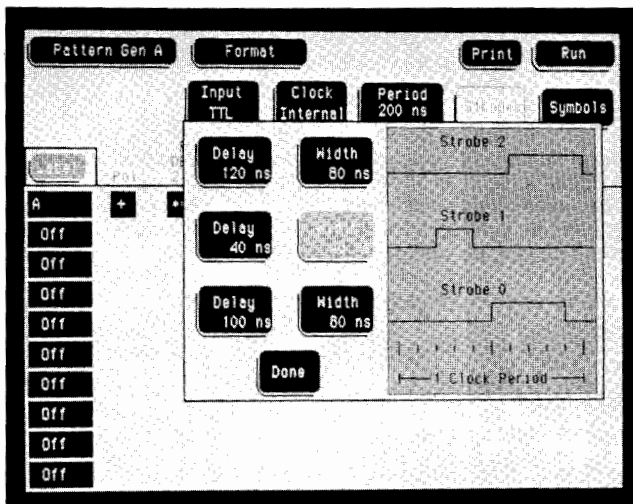 Pattern Gen A
Format
Print
Run
Input
TTL
Clock
Internal
Period
200 ns
Symbols
Delay
120 ns
Width
80 ns
Strobe 2
Pol
A
+
Off
Delay
40 ns
Strobe 1
Off
Off
Off
Delay
100 ns
Width
80 ns
Strobe 0
Off
Off
Done
1 Clock Period
Off
Off
Off